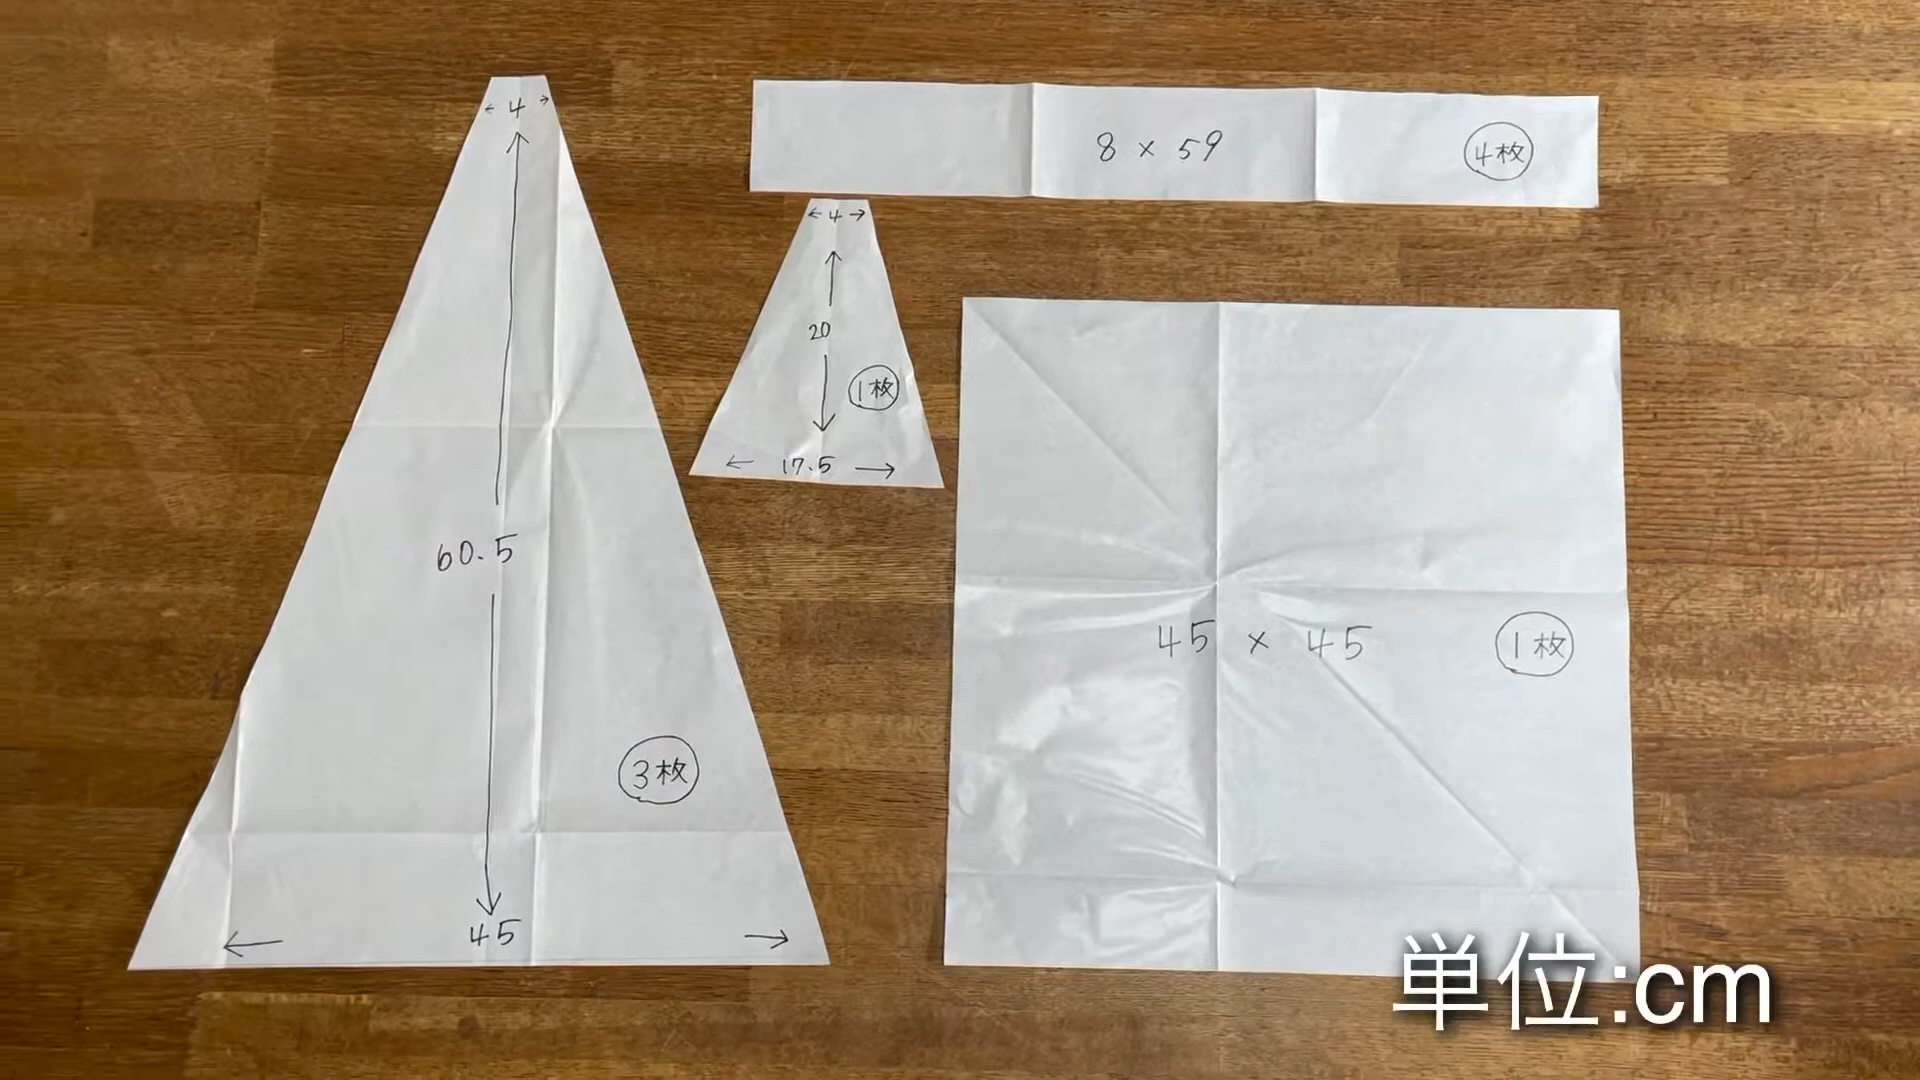 ← 4 →
60.5
3枚
← 45 →
8 × 59
4枚
← 4 →
20
1枚
← 17.5 →
45 × 45
1枚
単位:cm